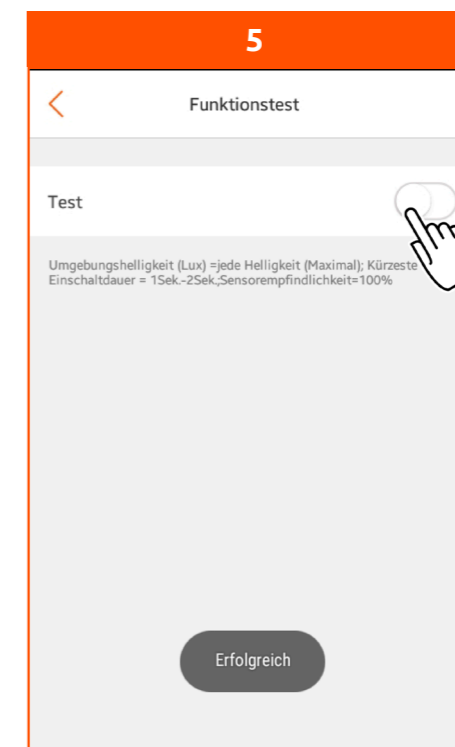 5
Funktionstest
Test
Umgebungshelligkeit (Lux) =jede Helligkeit (Maximal); Kürzeste
Einschaltdauer = 1Sek.-2Sek.;Sensorempfindlichkeit=100%
Erfolgreich